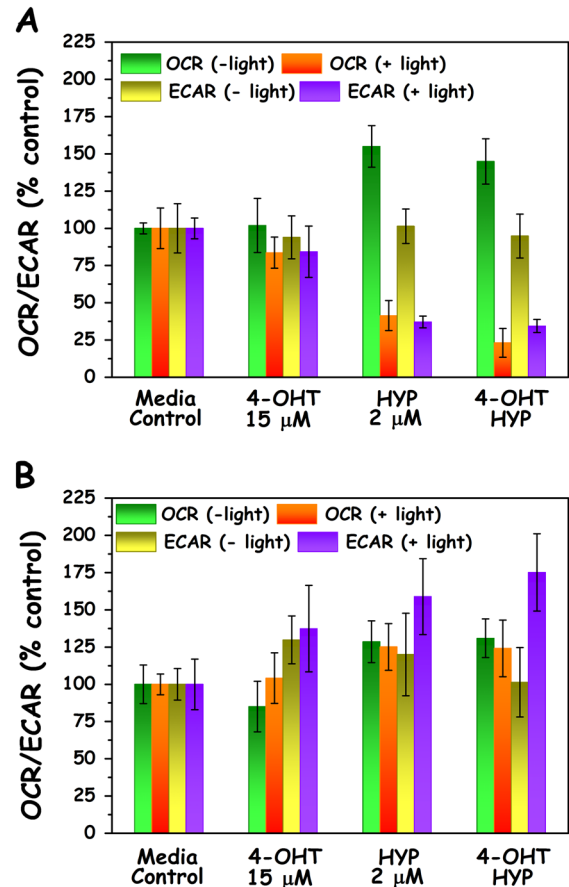 A
OCR/ECAR (% control)
225
200
175
150
125
100
75
50
25
0
OCR (-light) OCR (+ light)
ECAR (- light) ECAR (+ light)
Media Control
4-OHT 15 μM
HYP 2 μM
4-OHT HYP
B
OCR/ECAR (% control)
225
200
175
150
125
100
75
50
25
0
OCR (-light) OCR (+ light)
ECAR (- light) ECAR (+ light)
Media Control
4-OHT 15 μM
HYP 2 μM
4-OHT HYP